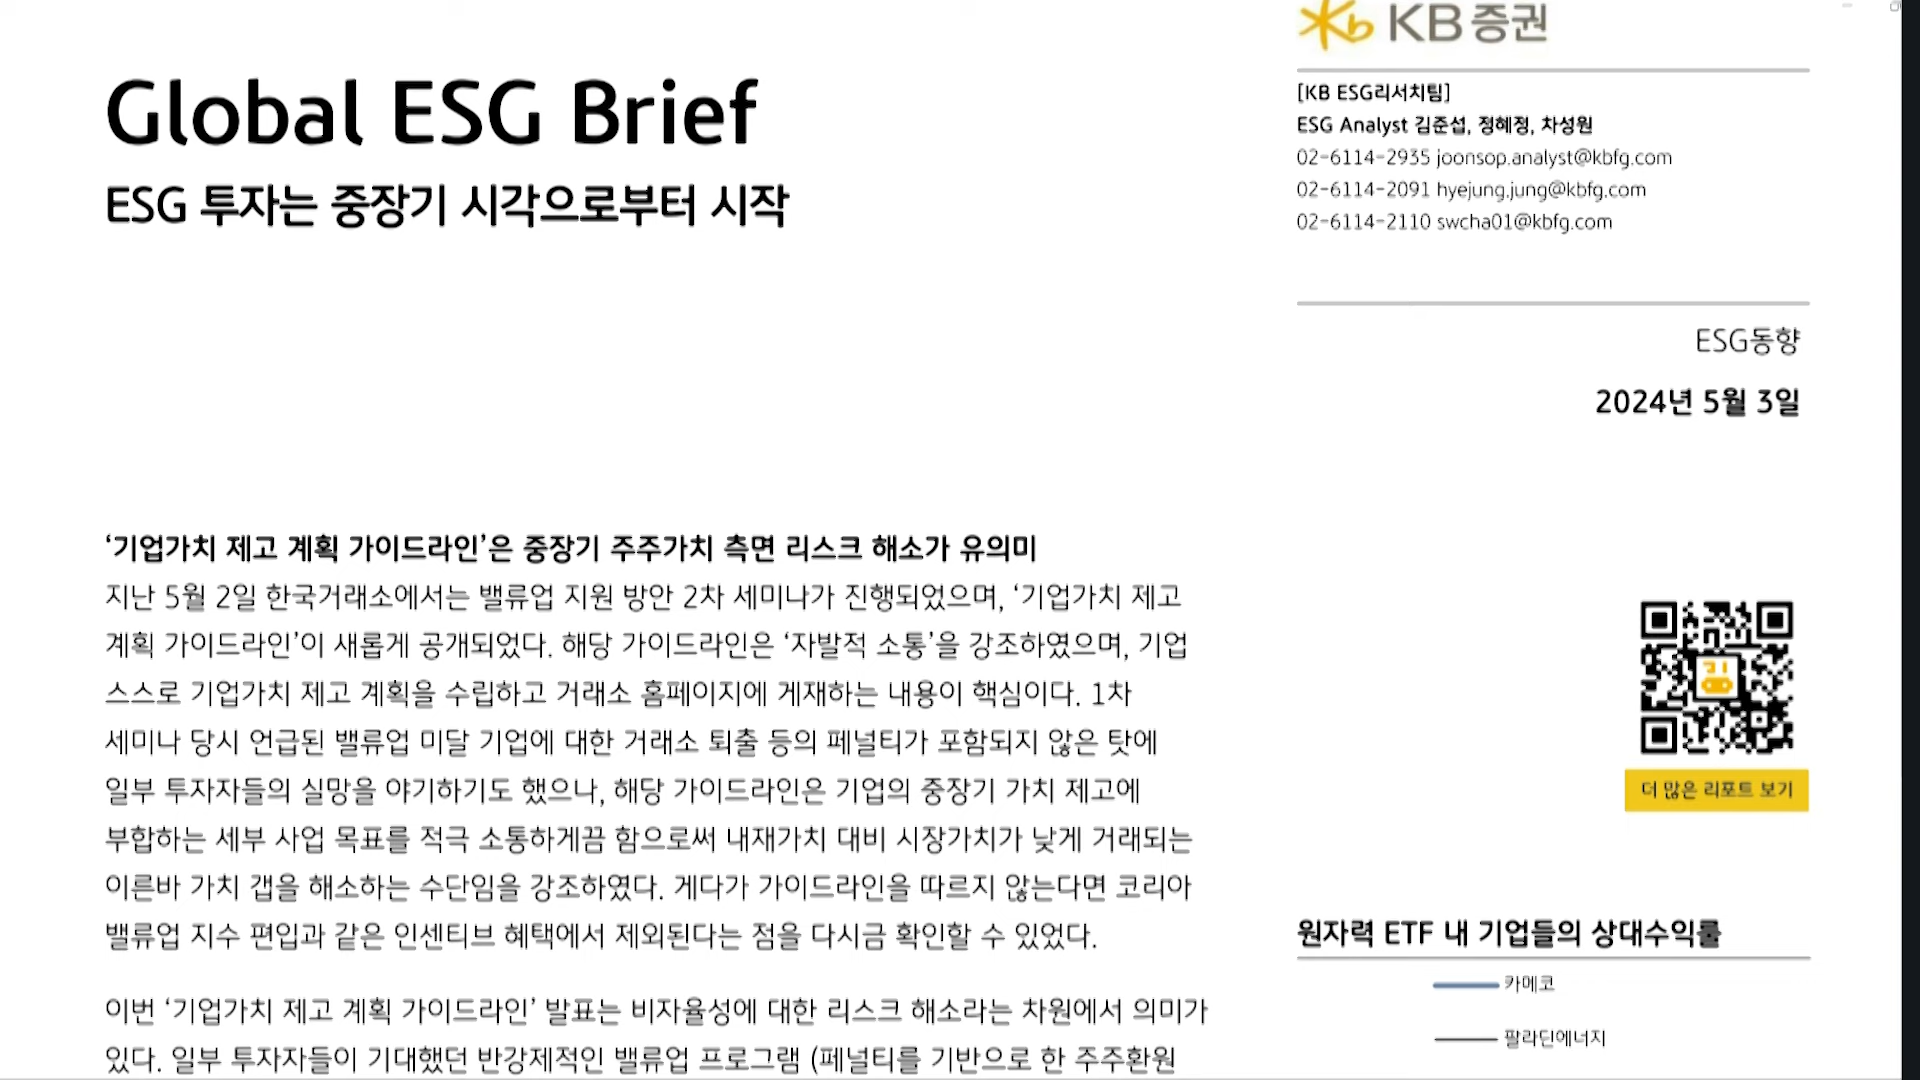 Global ESG Brief
ESG 투자는 중장기 시각으로부터 시작
KB증권
[KB ESG리서치팀]
ESG Analyst 김준섭, 정혜정, 차성원
02-6114-2935 joonsop.analyst@kbfg.com
02-6114-2091 hyejung.jung@kbfg.com
02-6114-2110 swcha01@kbfg.com
ESG동향
2024년 5월 3일
‘기업가치 제고 계획 가이드라인’은 중장기 주주가치 측면 리스크 해소가 유의미
지난 5월 2일 한국거래소에서는 밸류업 지원 방안 2차 세미나가 진행되었으며, ‘기업가치 제고
계획 가이드라인’이 새롭게 공개되었다. 해당 가이드라인은 ‘자발적 소통’을 강조하였으며, 기업
스스로 기업가치 제고 계획을 수립하고 거래소 홈페이지에 게재하는 내용이 핵심이다. 1차
세미나 당시 언급된 밸류업 미달 기업에 대한 거래소 퇴출 등의 페널티가 포함되지 않은 탓에
일부 투자자들의 실망을 야기하기도 했으나, 해당 가이드라인은 기업의 중장기 가치 제고에
부합하는 세부 사업 목표를 적극 소통하게끔 함으로써 내재가치 대비 시장가치가 낮게 거래되는
이른바 가치 갭을 해소하는 수단임을 강조하였다. 게다가 가이드라인을 따르지 않는다면 코리아
밸류업 지수 편입과 같은 인센티브 혜택에서 제외된다는 점을 다시금 확인할 수 있었다.
이번 ‘기업가치 제고 계획 가이드라인’ 발표는 비자율성에 대한 리스크 해소라는 차원에서 의미가
있다. 일부 투자자들이 기대했던 반강제적인 밸류업 프로그램 (페널티를 기반으로 한 주주환원
더 많은 리포트 보기
원자력 ETF 내 기업들의 상대수익률
카메코
팔라딘에너지